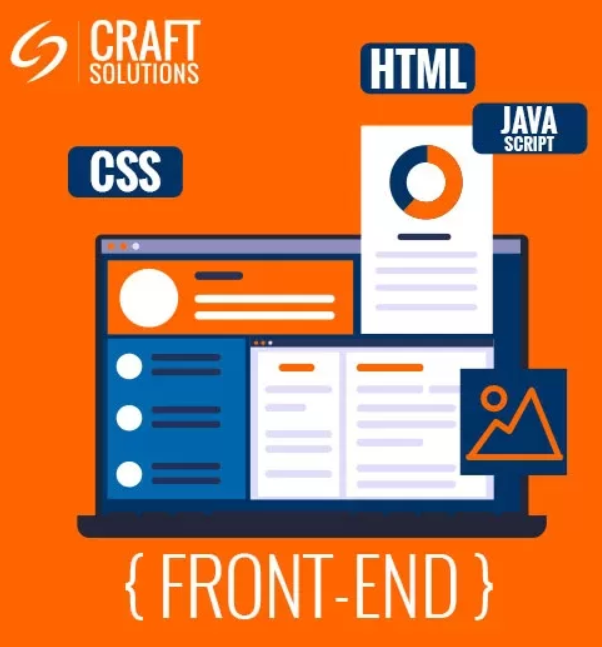 CRAFT
SOLUTIONS
HTML
JAVA
SCRIPT
CSS
{ FRONT-END }